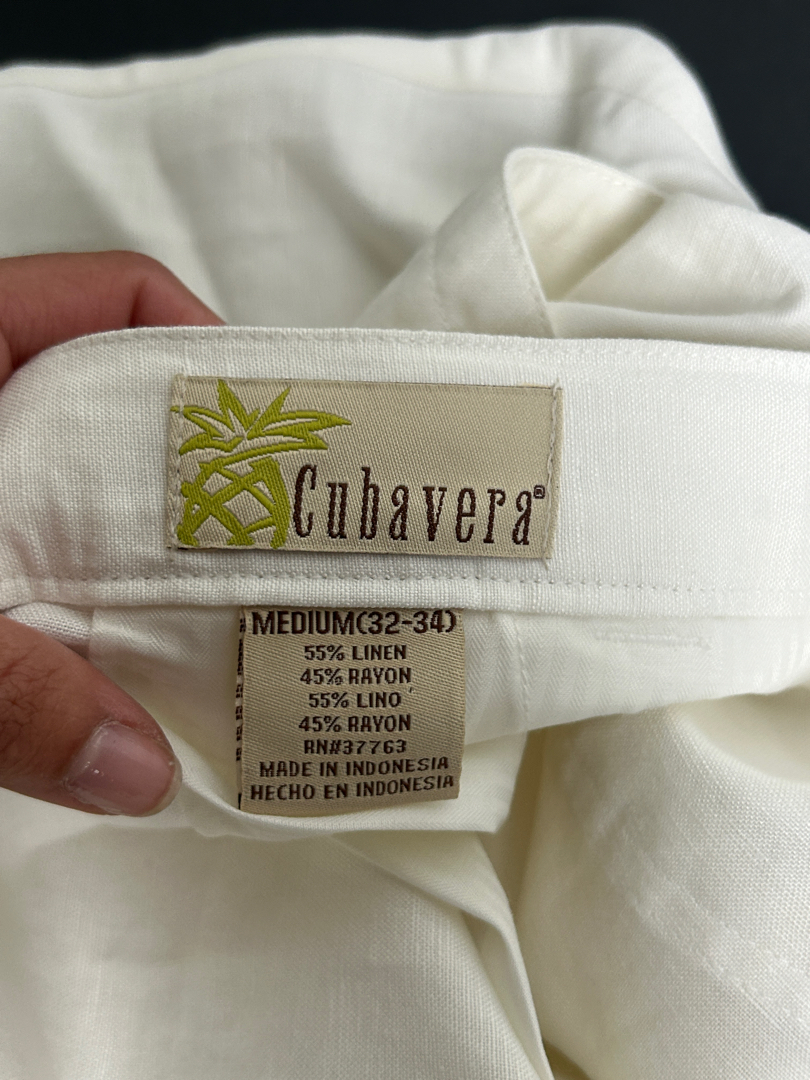 Cubavera®
MEDIUM(32-34)
55% LINEN
45% RAYON
55% LINO
45% RAYON
RN#37763
MADE IN INDONESIA
HECHO EN INDONESIA